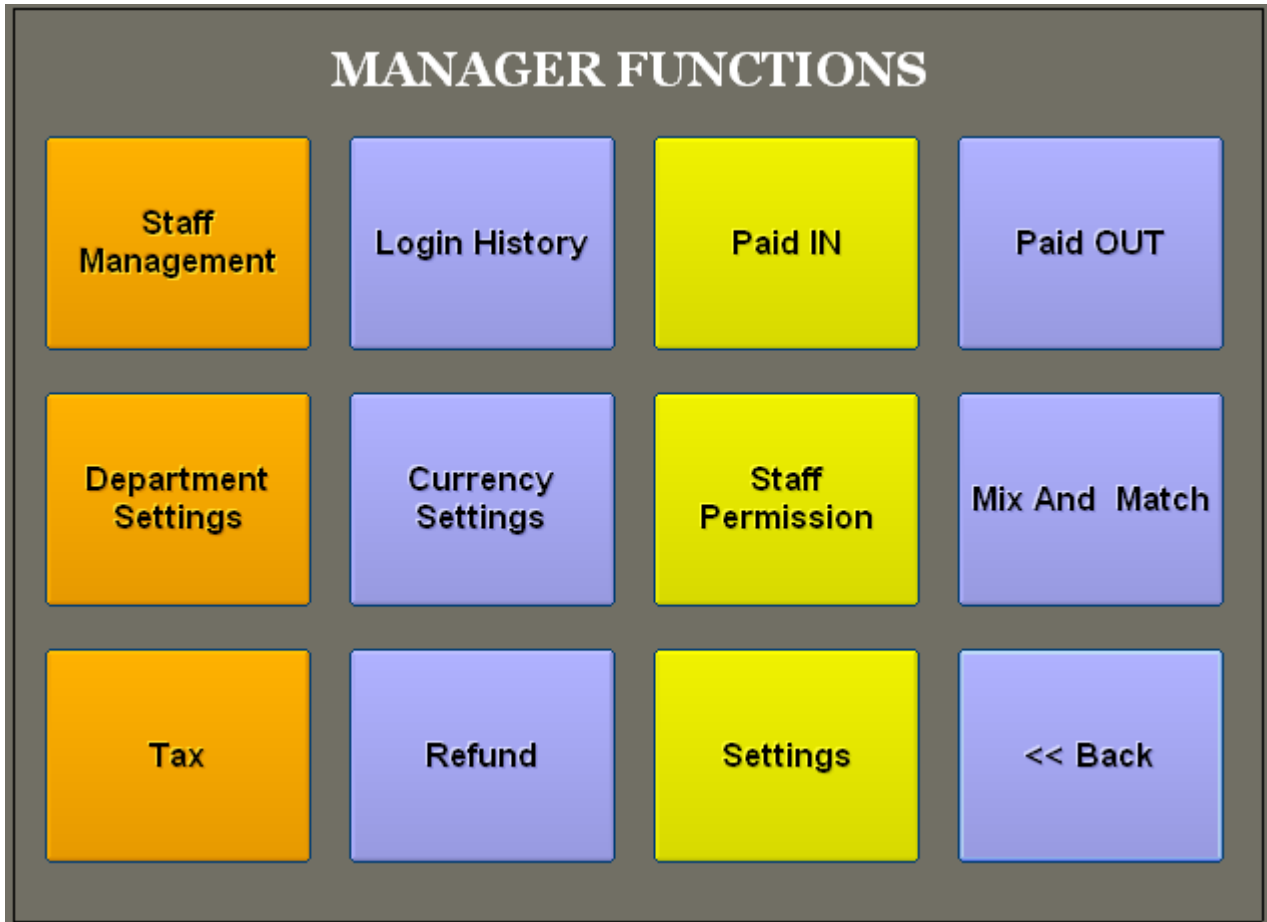 MANAGER FUNCTIONS
Staff
Management
Login History
Paid IN
Paid OUT
Department
Settings
Currency
Settings
Staff
Permission
Mix And  Match
Tax
Refund
Settings
<< Back